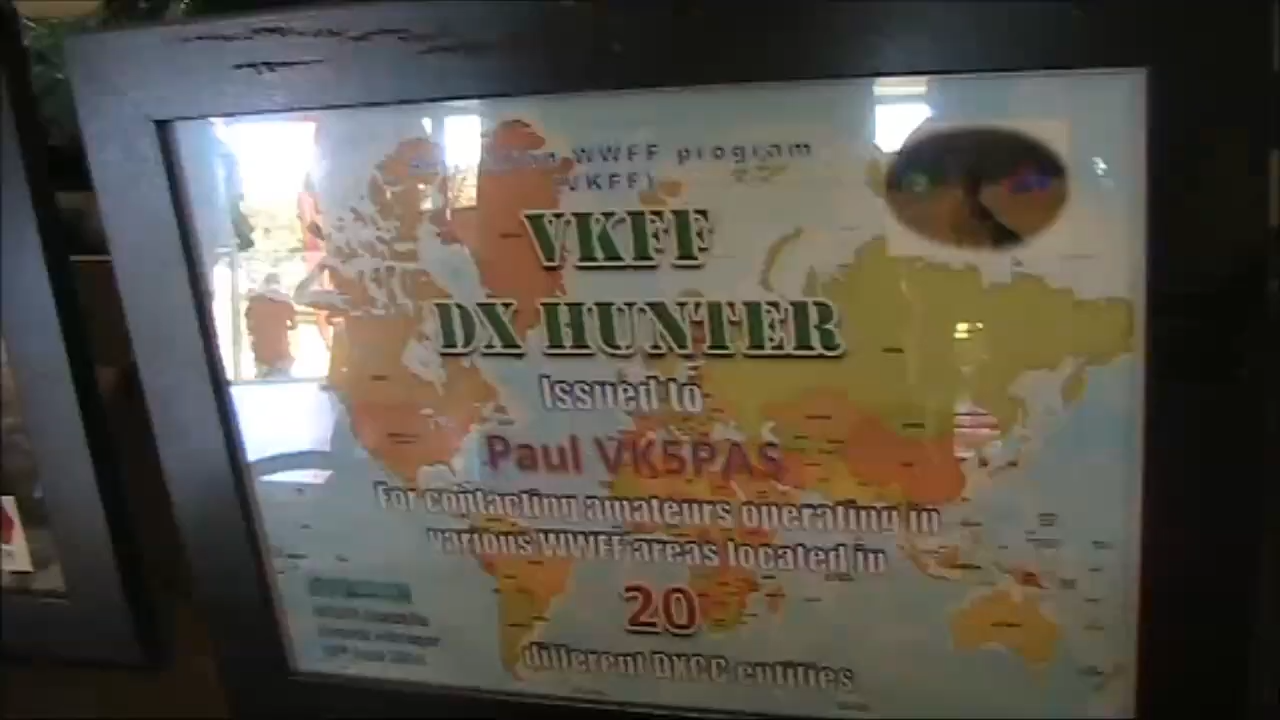 WWFF program
VKFF
DX HUNTER
Issued to
Paul VK5PAS
For contacting amateurs operating in
various WWFF areas located in
20
different DXCC entities